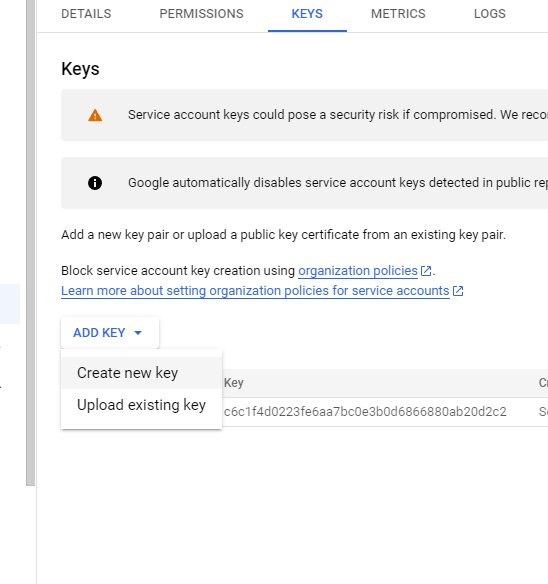 DETAILS PERMISSIONS KEYS METRICS LOGS
Keys
Service account keys could pose a security risk if compromised. We
Google automatically disables service account keys detected in public
Add a new key pair or upload a public key certificate from an existing key pair.
Block service account key creation using organization policies.
Learn more about setting organization policies for service accounts
ADD KEY
Create new key
Upload existing key
Key
c6c1f4d0223fe6aa7bc0e3b0d6866880ab20d2c2